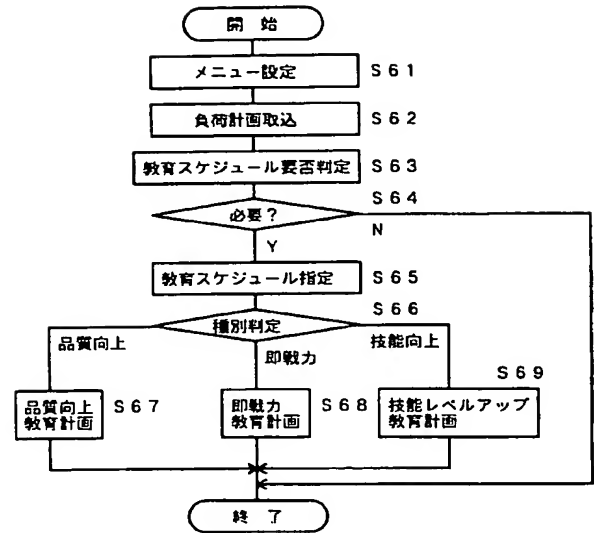 開 始
メニュー設定 S61
負荷計画取込 S62
教育スケジュール要否判定 S63
必要? S64
N
Y
教育スケジュール指定 S65
種別判定 S66
品質向上
即戦力
技能向上
品質向上
教育計画
S67
即戦力
教育計画
S68
技能レベルアップ
教育計画
S69
終 了